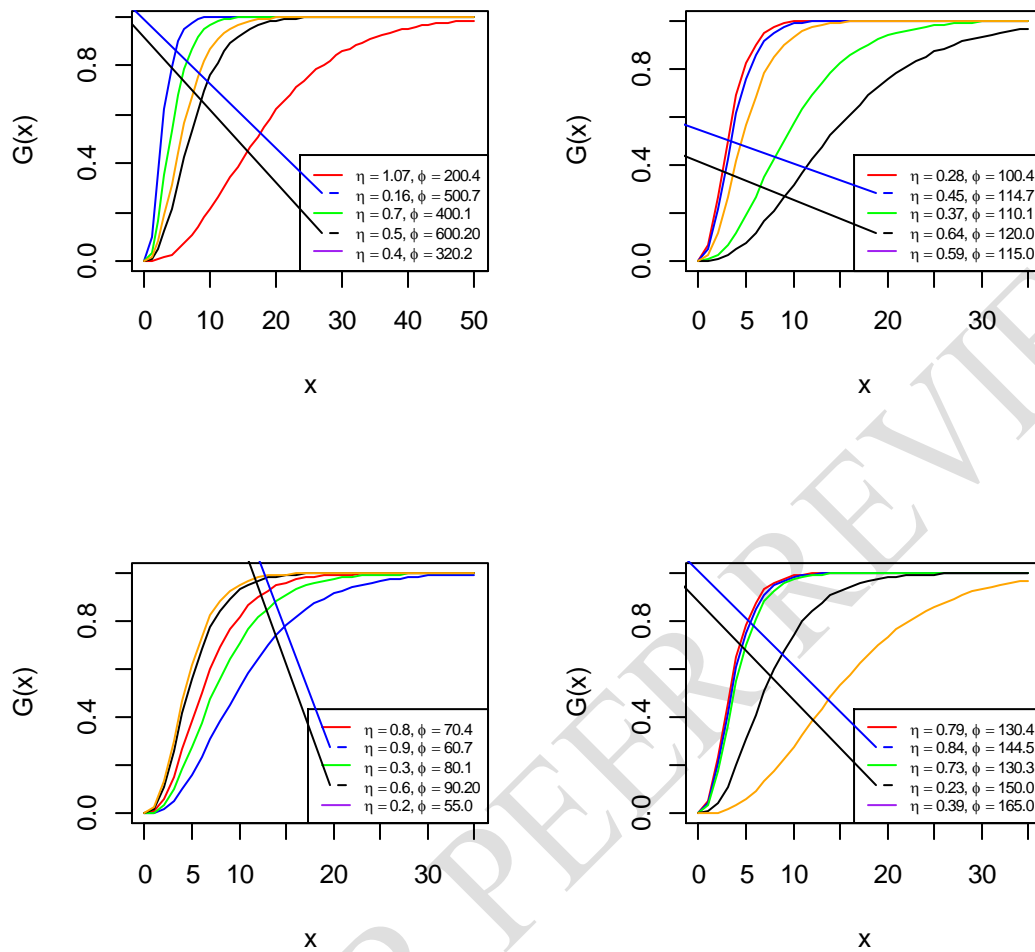 G(x)
0.0
0.4
0.8
η = 1.07, φ = 200.4
η = 0.16, φ = 500.7
η = 0.7, φ = 400.1
η = 0.5, φ = 600.20
η = 0.4, φ = 320.2
0 10 20 30 40 50
x
G(x)
0.0
0.4
0.8
η = 0.28, φ = 100.4
η = 0.45, φ = 114.7
η = 0.37, φ = 110.1
η = 0.64, φ = 120.0
η = 0.59, φ = 115.0
0 5 10 20 30
x
G(x)
0.0
0.4
0.8
η = 0.8, φ = 70.4
η = 0.9, φ = 60.7
η = 0.3, φ = 80.1
η = 0.6, φ = 90.20
η = 0.2, φ = 55.0
0 5 10 20 30
x
G(x)
0.0
0.4
0.8
η = 0.79, φ = 130.4
η = 0.84, φ = 144.5
η = 0.73, φ = 130.3
η = 0.23, φ = 150.0
η = 0.39, φ = 165.0
0 5 10 20 30
x
PEER REVIE